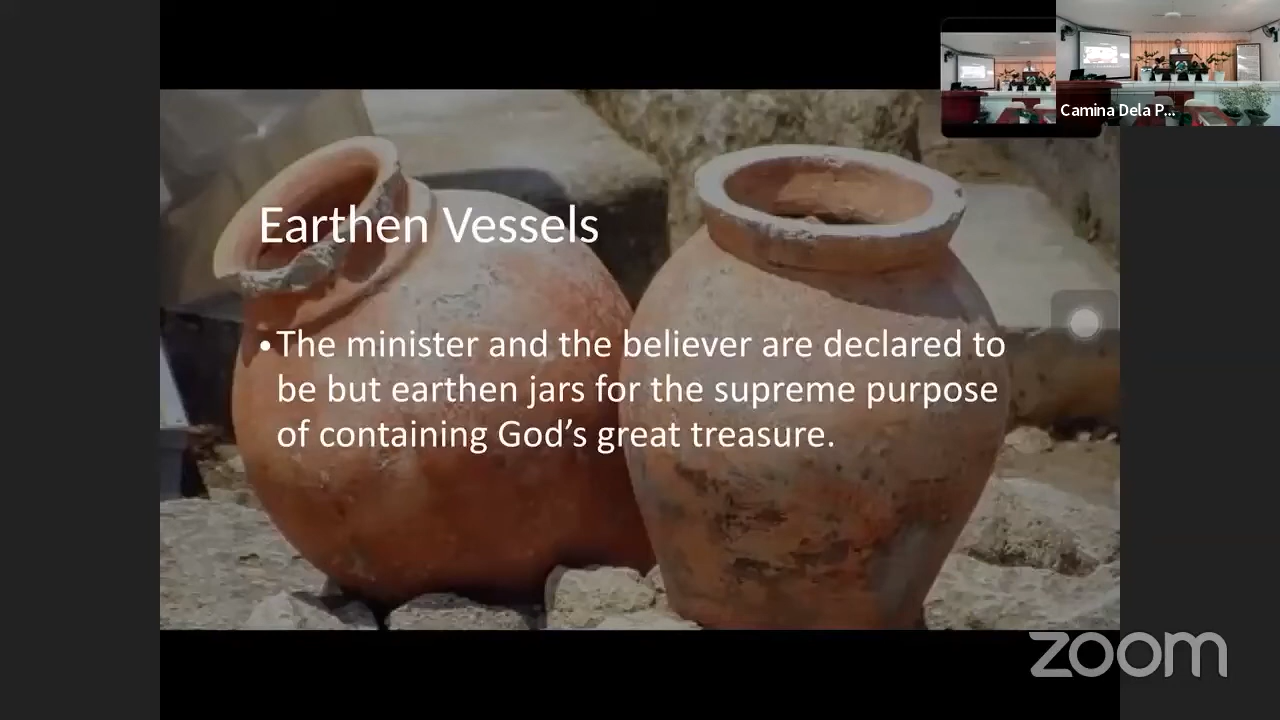 Camina Dela P...
Earthen Vessels
•The minister and the believer are declared to
be but earthen jars for the supreme purpose
of containing God’s great treasure.
zoom